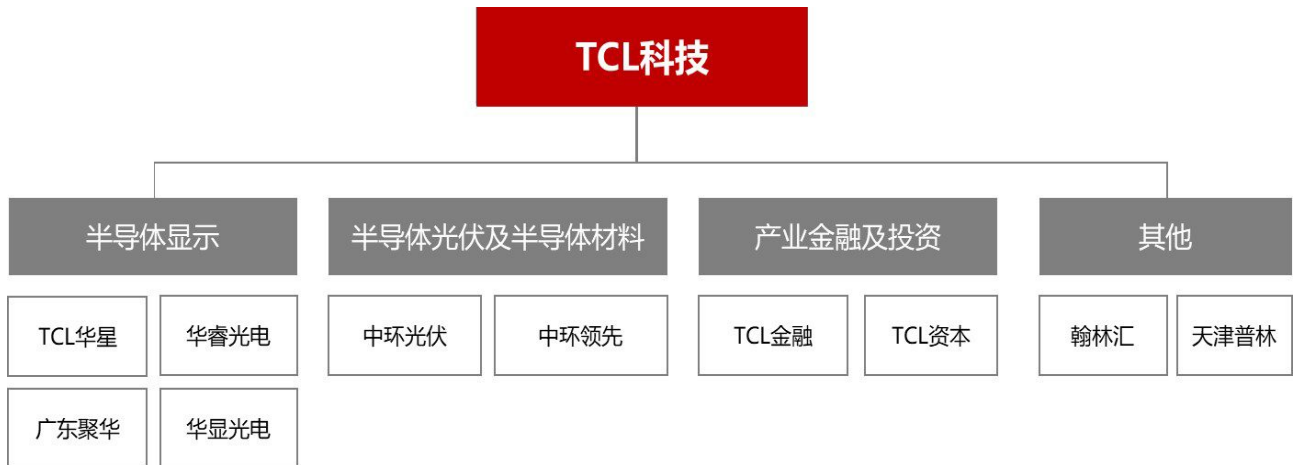 TCL科技
半导体显示
半导体光伏及半导体材料
产业金融及投资
其他
TCL华星
华睿光电
中环光伏
中环领先
TCL金融
TCL资本
翰林汇
天津普林
广东聚华
华显光电